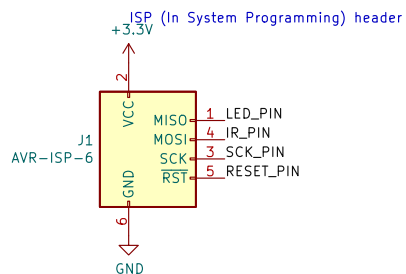 ISP (In System Programming) header
+3.3V
2
VCC
MISO 1 LED_PIN
MOSI 4 IR_PIN
J1
AVR-ISP-6
SCK 3 SCK_PIN
RST 5 RESET_PIN
GND
6
GND